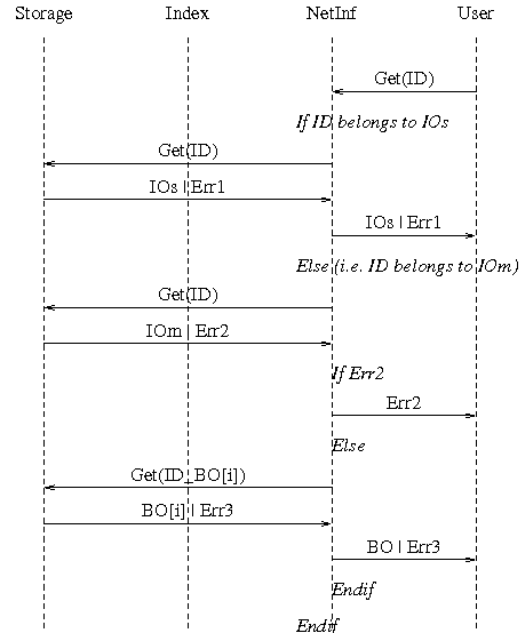 Storage Index NetInf User
Get(ID)
If ID belongs to IOs
Get(ID)
IOs | Err1
IOs | Err1
Else (i.e. ID belongs to IOm)
Get(ID)
IOm | Err2
If Err2
Err2
Else
Get(ID_BO[i])
BO[i] | Err3
BO | Err3
Endif
Endif